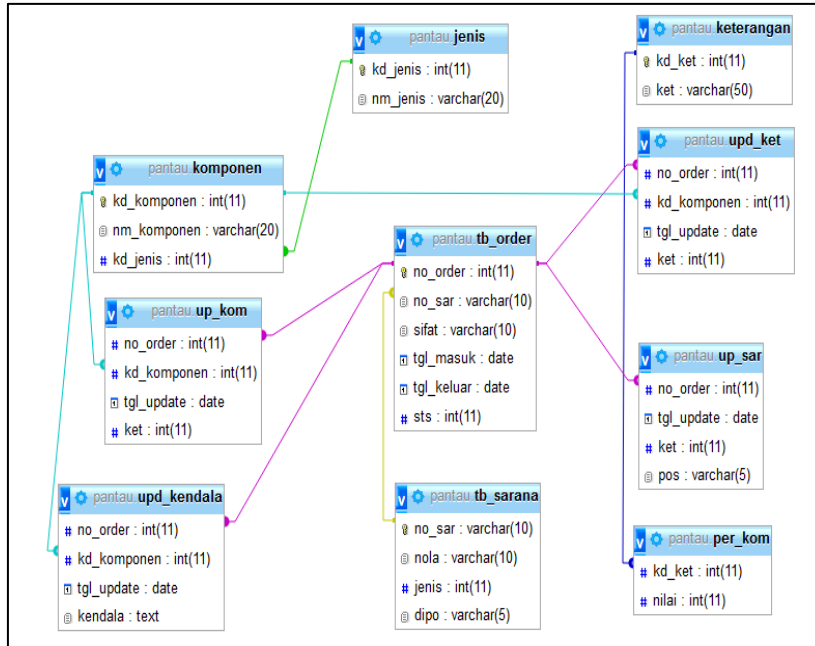 pantau.jenis
kd_jenis : int(11)
nm_jenis : varchar(20)
pantau.keterangan
kd_ket : int(11)
ket : varchar(50)
pantau.komponen
kd_komponen : int(11)
nm_komponen : varchar(20)
kd_jenis : int(11)
pantau.upd_ket
no_order : int(11)
kd_komponen : int(11)
tgl_update : date
ket : int(11)
pantau.tb_order
no_order : int(11)
no_sar : varchar(10)
sifat : varchar(10)
tgl_masuk : date
tgl_keluar : date
sts : int(11)
pantau.up_kom
no_order : int(11)
kd_komponen : int(11)
tgl_update : date
ket : int(11)
pantau.up_sar
no_order : int(11)
tgl_update : date
ket : int(11)
pos : varchar(5)
pantau.upd_kendala
no_order : int(11)
kd_komponen : int(11)
tgl_update : date
kendala : text
pantau.tb_sarana
no_sar : varchar(10)
nola : varchar(10)
jenis : int(11)
dipo : varchar(5)
pantau.per_kom
kd_ket : int(11)
nilai : int(11)